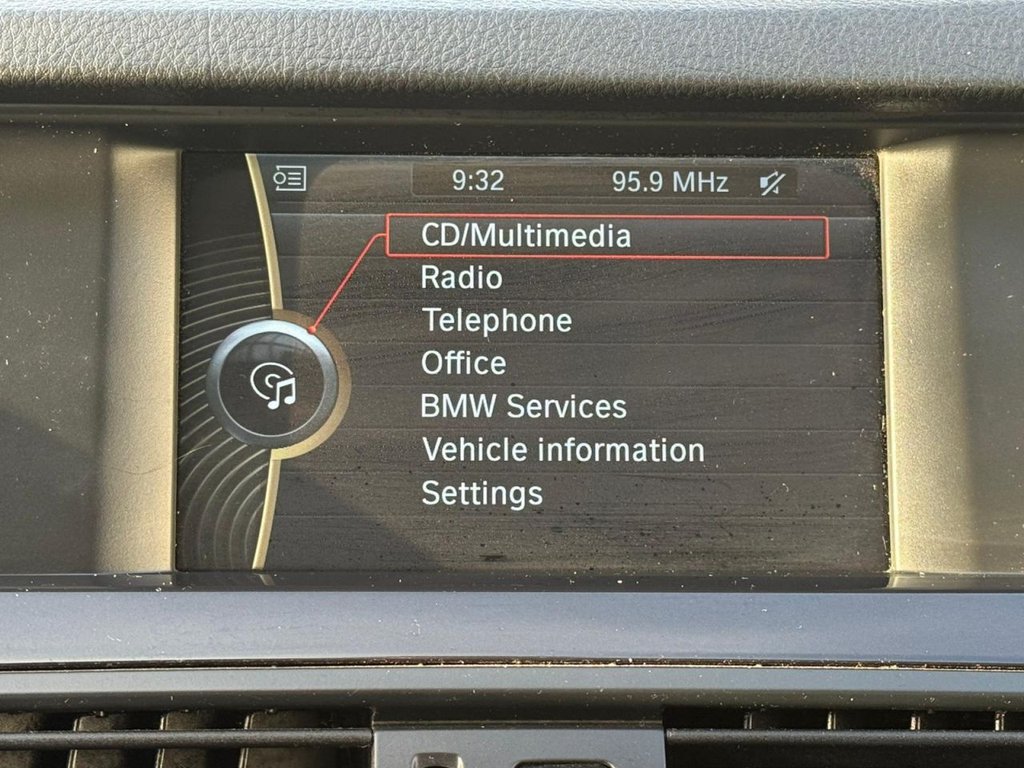 9:32 95.9 MHz
CD/Multimedia
Radio
Telephone
Office
BMW Services
Vehicle information
Settings